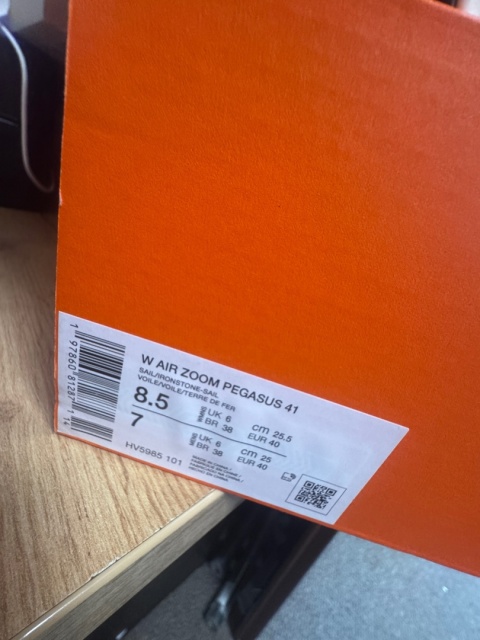 W AIR ZOOM PEGASUS 41
SAIL/IRONSTONE-SAIL
VOILE/VOILE/TERRE DE FER
8.5 UK 6 cm 25.5
BR 38 EUR 40
7 UK 6 cm 25
BR 38 EUR 40
HV5985 101